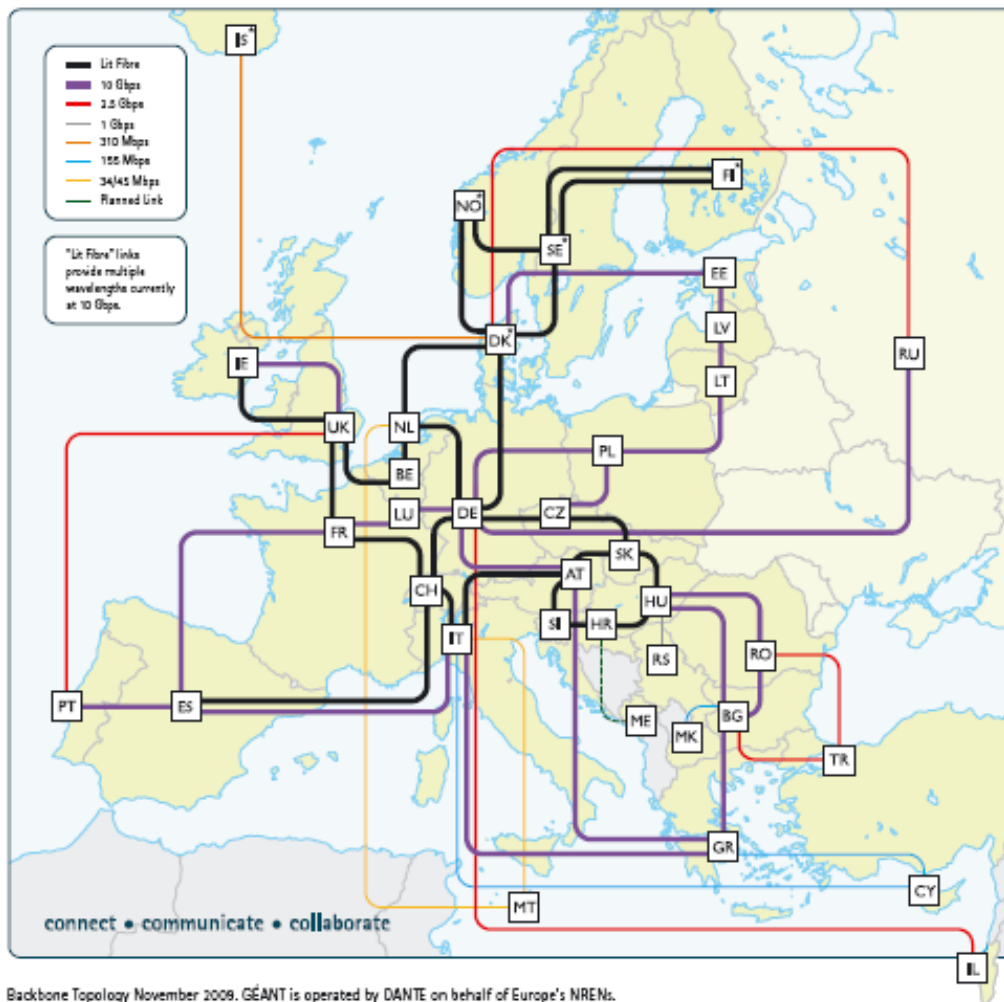 IS*
Lit Fibre
10 Gbps
2.5 Gbps
1 Gbps
310 Mbps
155 Mbps
34/45 Mbps
Planned Link
"Lit Fibre" links
provide multiple
wavelengths currently
at 10 Gbps.
FI*
NO*
SE*
EE
LV
DK*
RU
IE
LT
UK
NL
PL
BE
LU
DE
CZ
FR
SK
AT
CH
HU
SI
HR
IT
RS
RO
PT
ES
ME
BG
MK
TR
GR
CY
MT
connect • communicate • collaborate
IL
Backbone Topology November 2009. GÉANT is operated by DANTE on behalf of Europe's NRENs.